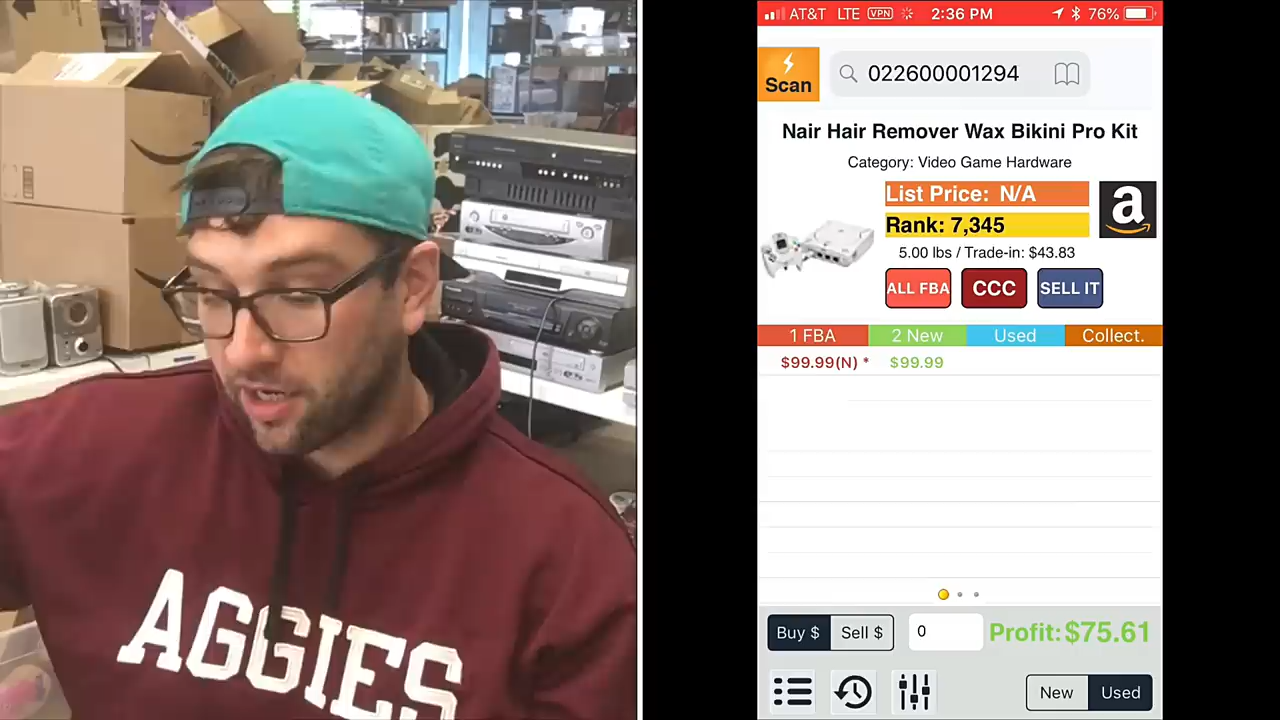 AGGIES
AT&T LTE VPN 2:36 PM 76%
Scan
022600001294
Nair Hair Remover Wax Bikini Pro Kit
Category: Video Game Hardware
List Price: N/A
Rank: 7,345
a
5.00 lbs / Trade-in: $43.83
ALL FBA CCC SELL IT
1 FBA 2 New Used Collect.
$99.99(N) * $99.99
Buy $ Sell $ 0 Profit: $75.61
New Used